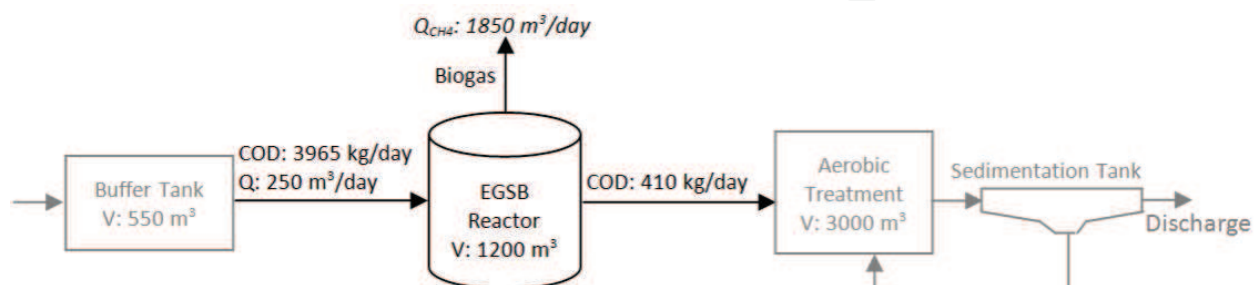 Q_CH4: 1850 m³/day
Biogas
COD: 3965 kg/day
Q: 250 m³/day
Buffer Tank
V: 550 m³
EGSB
Reactor
V: 1200 m³
COD: 410 kg/day
Aerobic
Treatment
V: 3000 m³
Sedimentation Tank
Discharge